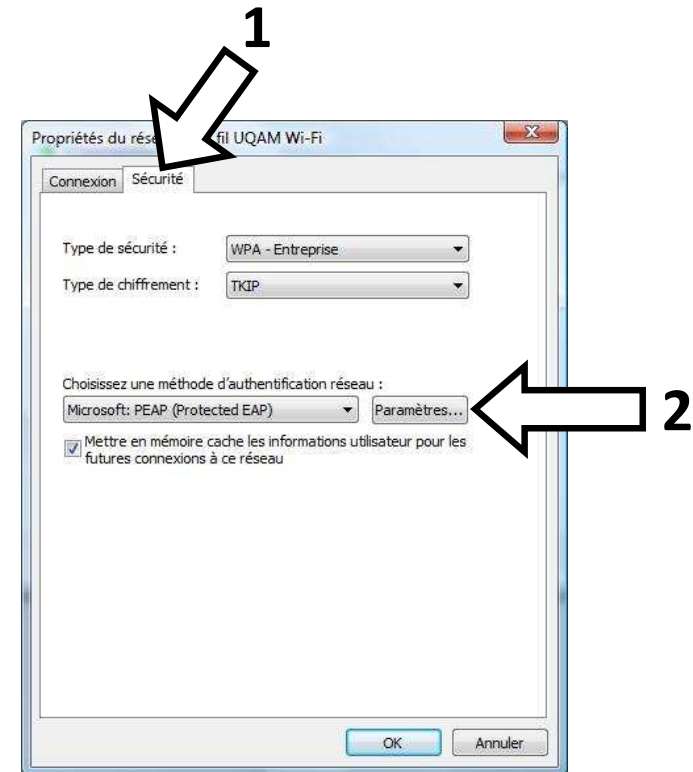 1
Propriétés du rése fil UQAM Wi-Fi
Connexion Sécurité
Type de sécurité : WPA - Entreprise
Type de chiffrement : TKIP
Choisissez une méthode d'authentification réseau :
Microsoft: PEAP (Protected EAP) Paramètres...
2
Mettre en mémoire cache les informations utilisateur pour les
futures connexions à ce réseau
OK Annuler